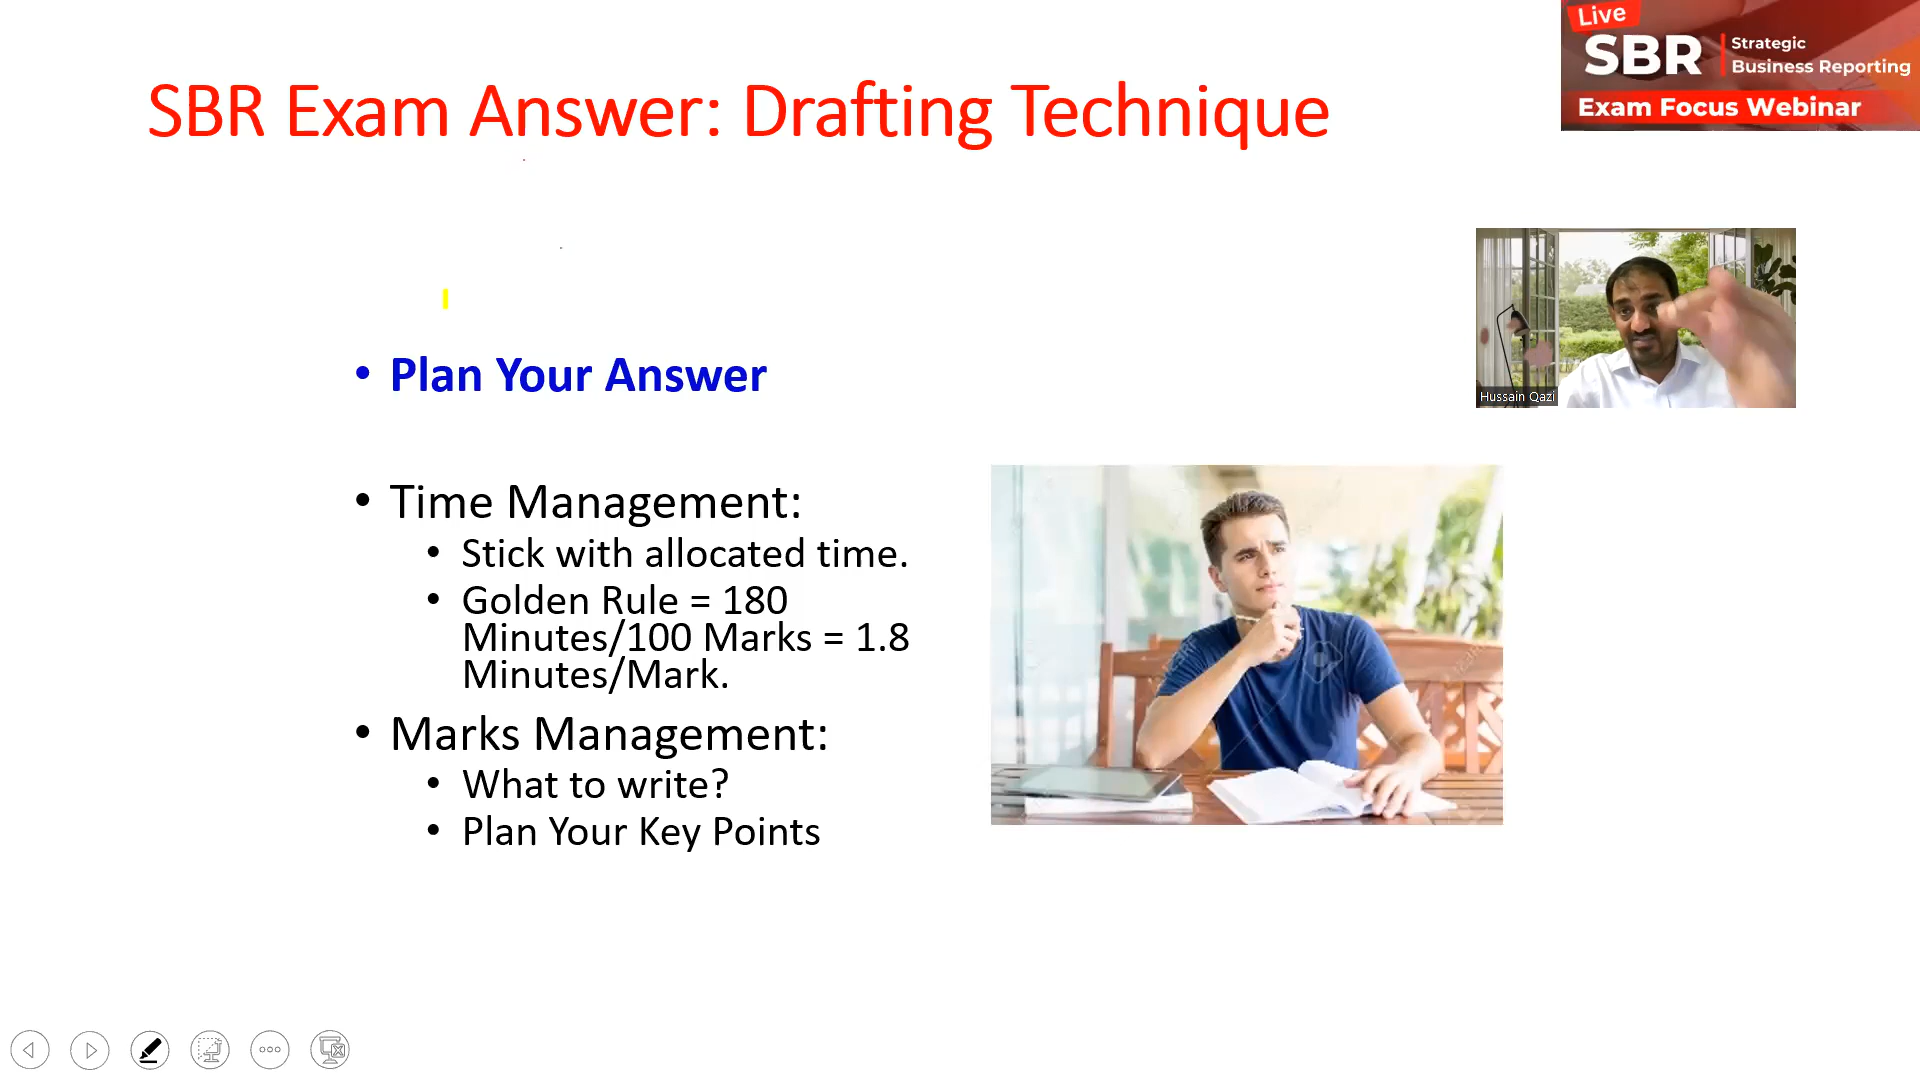 Live
SBR
Strategic
Business Reporting
Exam Focus Webinar
SBR Exam Answer: Drafting Technique
Hussain Qazi
• Plan Your Answer
• Time Management:
• Stick with allocated time.
• Golden Rule = 180
Minutes/100 Marks = 1.8
Minutes/Mark.
• Marks Management:
• What to write?
• Plan Your Key Points